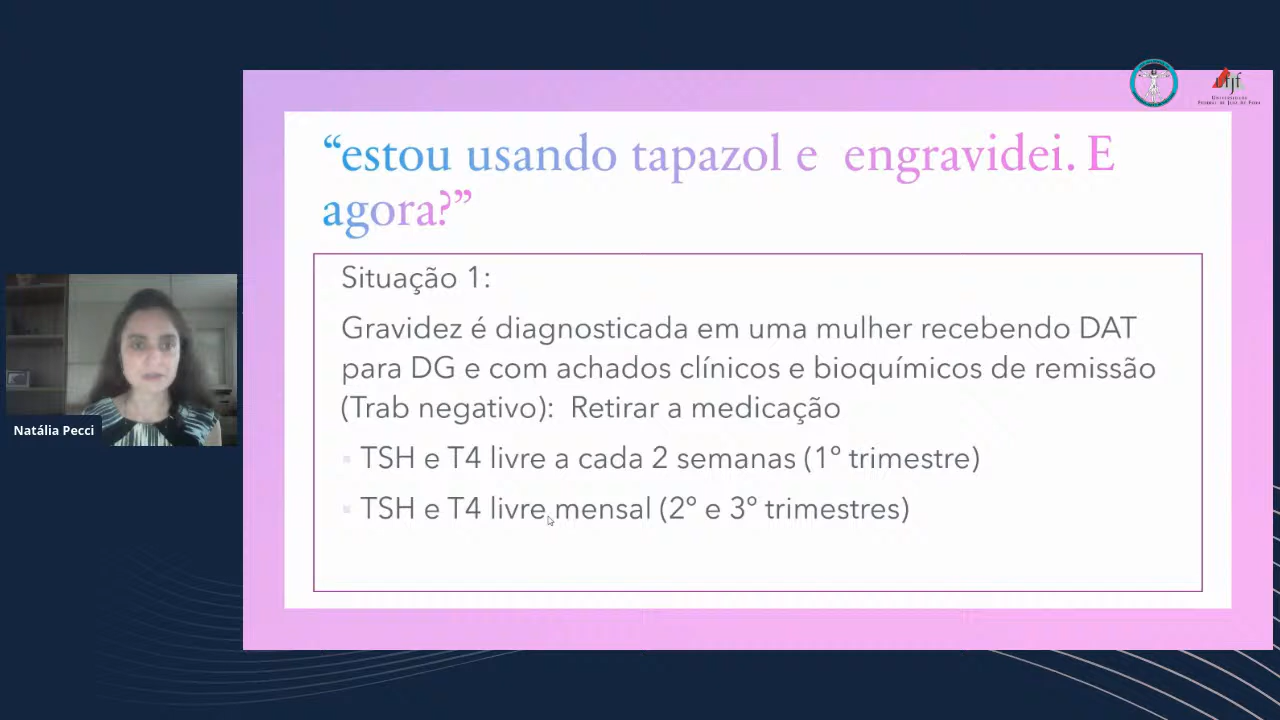 “estou usando tapazol e engravidei. E
agora?”
Situação 1:
Gravidez é diagnosticada em uma mulher recebendo DAT
para DG e com achados clínicos e bioquímicos de remissão
(Trab negativo): Retirar a medicação
TSH e T4 livre a cada 2 semanas (1º trimestre)
TSH e T4 livre mensal (2º e 3º trimestres)
Natália Pecci
ufjf